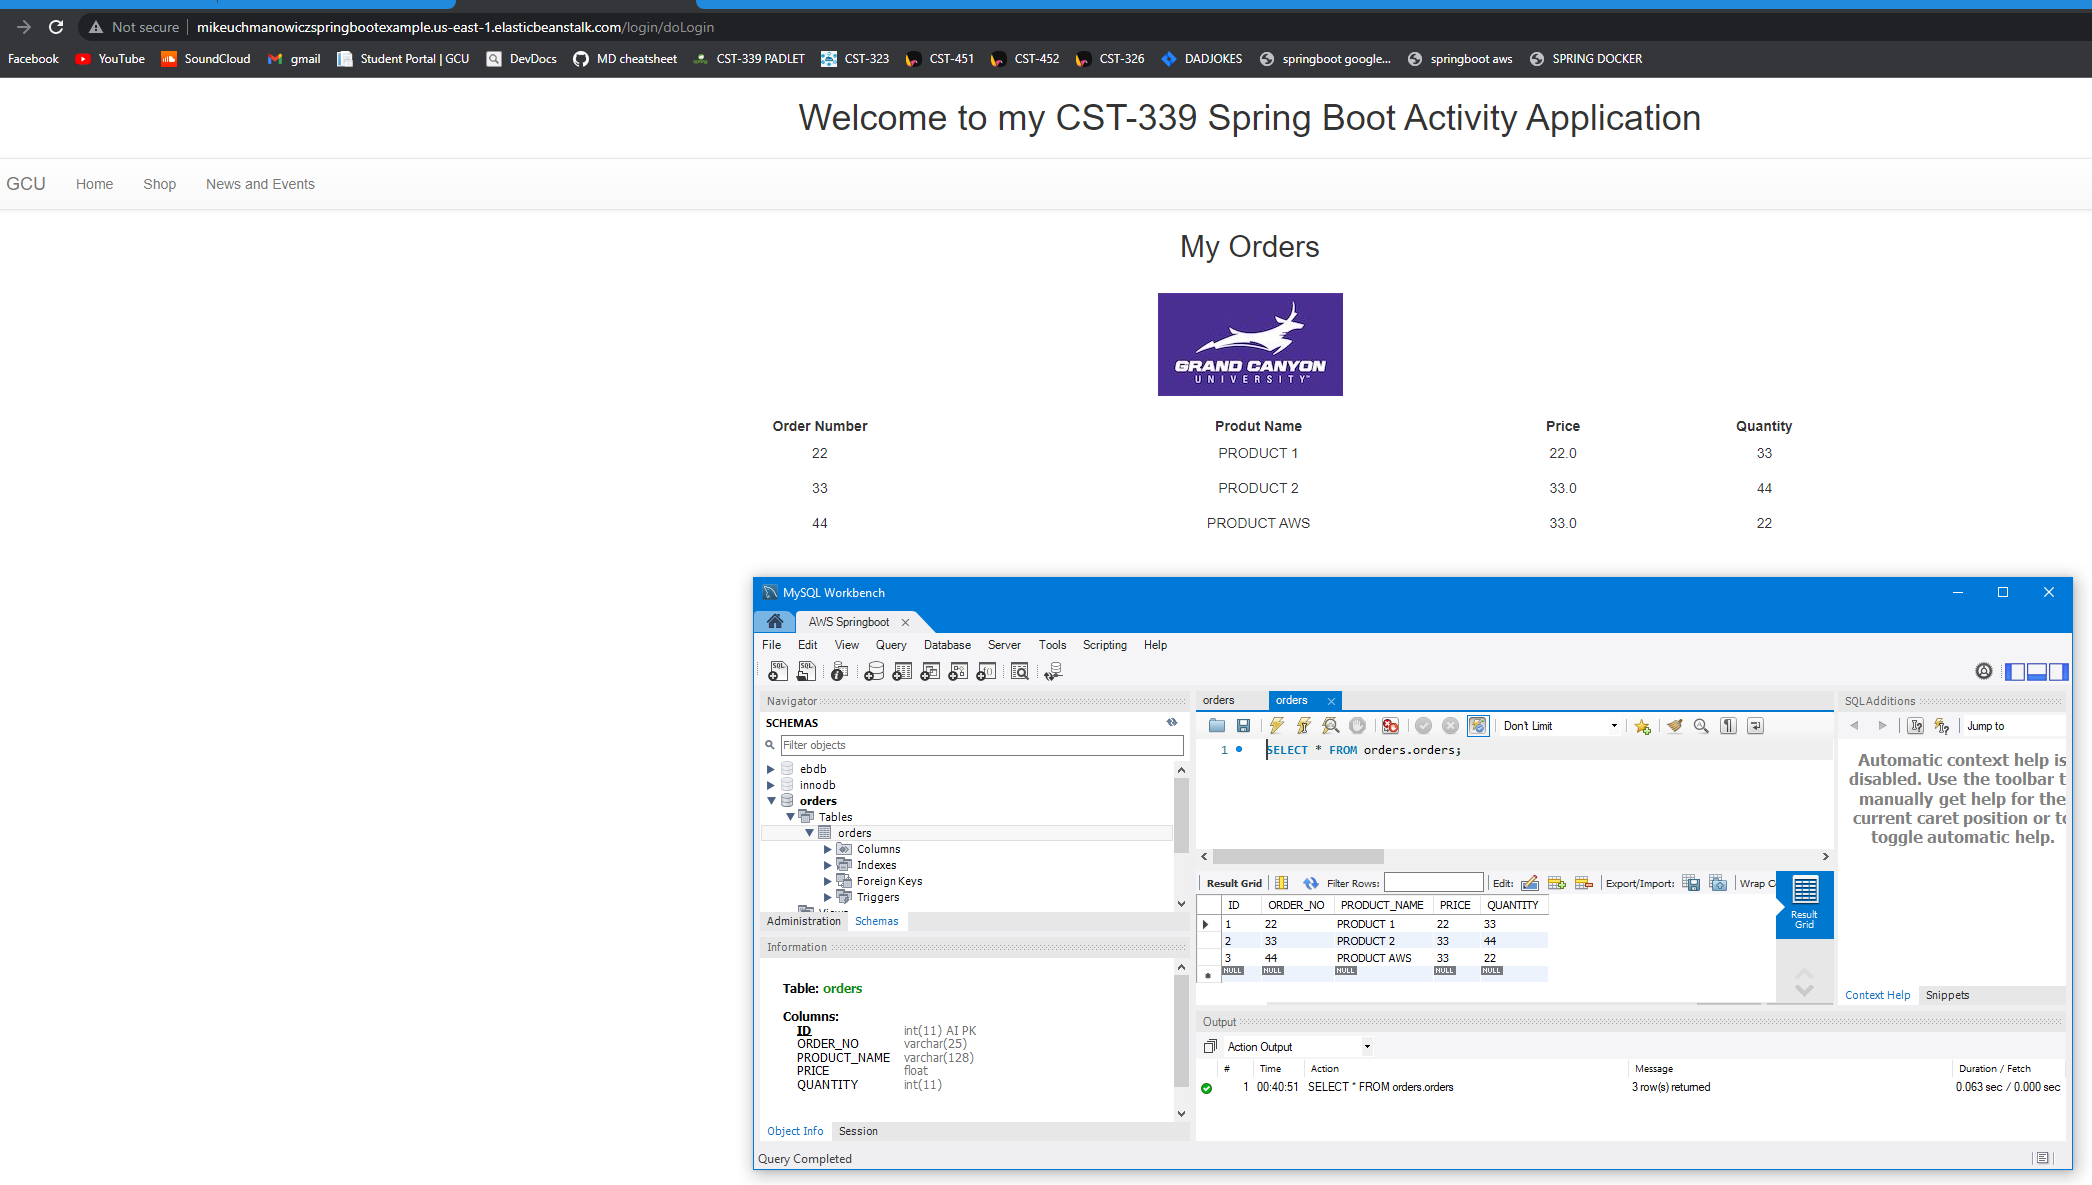 Not secure | mikeuchmanowiczspringbootexample.us-east-1.elasticbeanstalk.com/login/doLogin
Facebook YouTube SoundCloud gmail Student Portal | GCU DevDocs MD cheatsheet CST-339 PADLET CST-323 CST-451 CST-452 CST-326 DADJOKES springboot google... springboot aws SPRING DOCKER
Welcome to my CST-339 Spring Boot Activity Application
GCU Home Shop News and Events
My Orders
GRAND CANYON
UNIVERSITY™
Order Number Produt Name Price Quantity
22 PRODUCT 1 22.0 33
33 PRODUCT 2 33.0 44
44 PRODUCT AWS 33.0 22
MySQL Workbench
AWS Springboot
File Edit View Query Database Server Tools Scripting Help
Navigator
SCHEMAS
Filter objects
ebdb
innodb
orders
Tables
orders
Columns
Indexes
Foreign Keys
Triggers
Administration Schemas
Information
Table: orders
Columns:
ID int(11) AI PK
ORDER_NO varchar(25)
PRODUCT_NAME varchar(128)
PRICE float
QUANTITY int(11)
Object Info Session
Query Completed
orders orders
Don't Limit
1 SELECT * FROM orders.orders;
Result Grid Filter Rows: Edit: Export/Import: Wrap C
ID ORDER_NO PRODUCT_NAME PRICE QUANTITY
1 22 PRODUCT 1 22 33
2 33 PRODUCT 2 33 44
3 44 PRODUCT AWS 33 22
NULL NULL NULL NULL NULL
Result
Grid
SQLAdditions
Jump to
Automatic context help is
disabled. Use the toolbar t
manually get help for the
current caret position or to
toggle automatic help.
Context Help Snippets
Output
Action Output
# Time Action Message Duration / Fetch
1 00:40:51 SELECT * FROM orders.orders 3 row(s) returned 0.063 sec / 0.000 sec